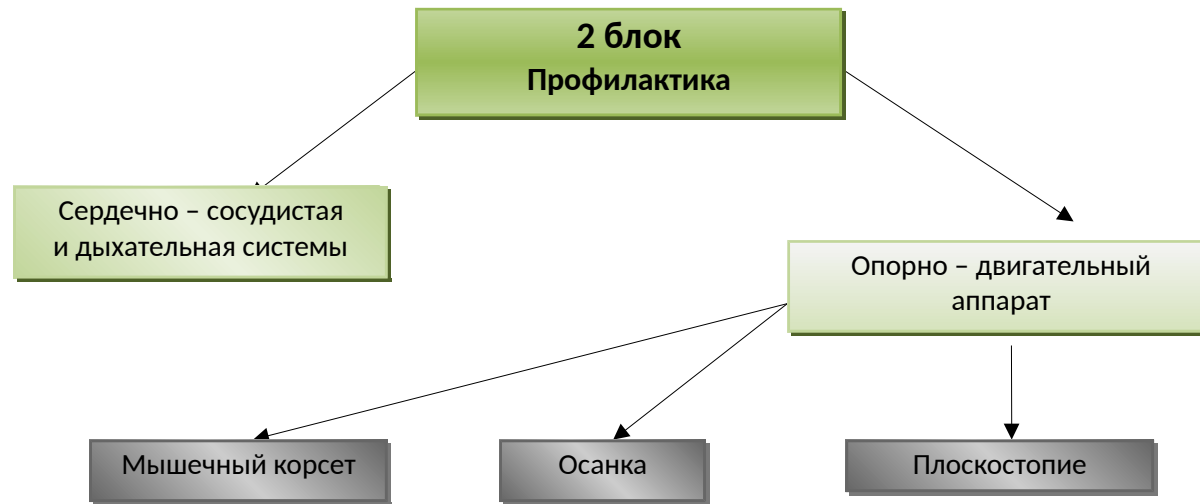 2 блок
Профилактика
Сердечно – сосудистая
и дыхательная системы
Опорно – двигательный
аппарат
Мышечный корсет
Осанка
Плоскостопие